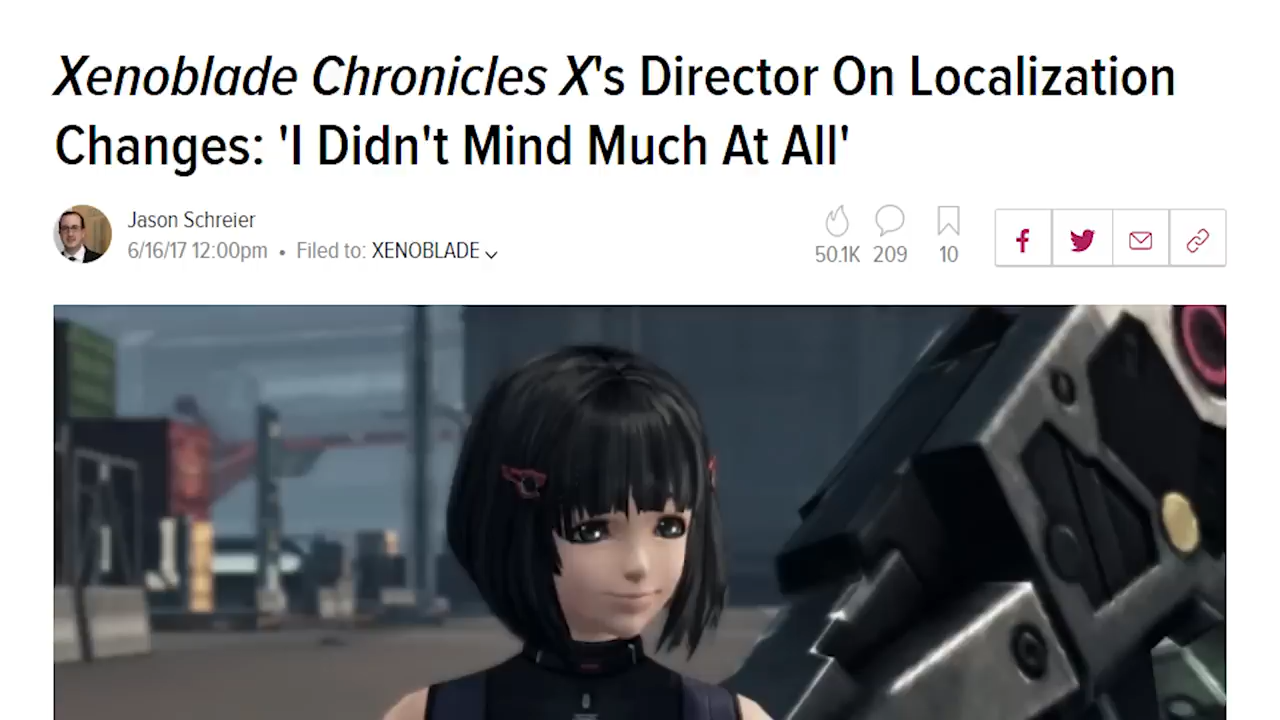 Xenoblade Chronicles X's Director On Localization
Changes: 'I Didn't Mind Much At All'
Jason Schreier
6/16/17 12:00pm • Filed to: XENOBLADE
50.1K 209 10